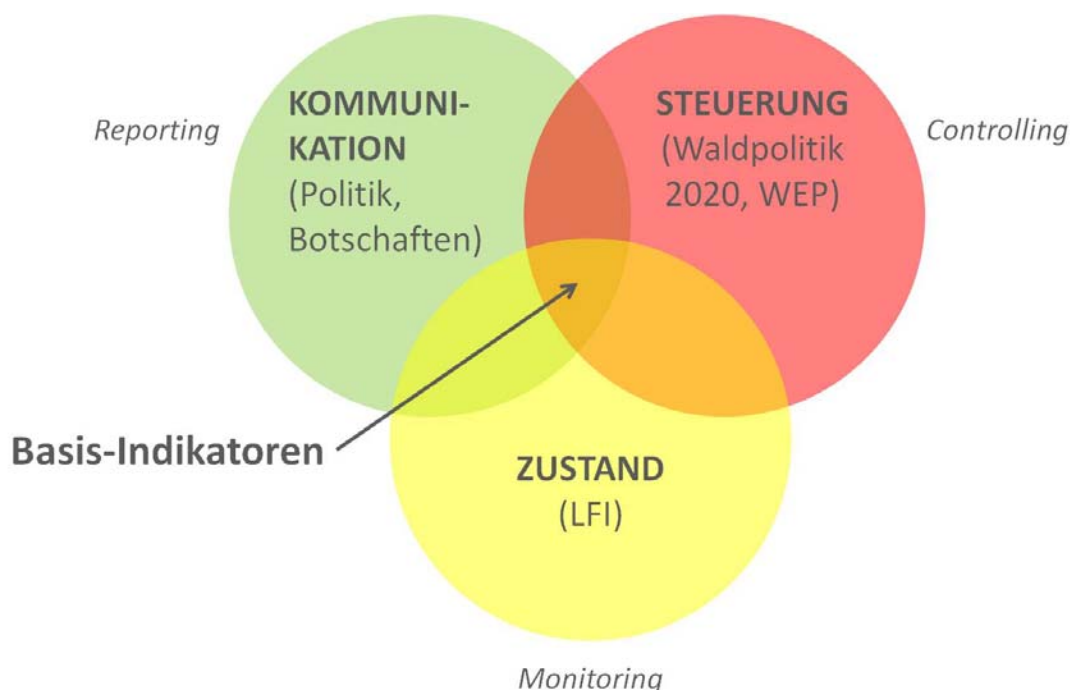 Reporting
KOMMUNI-
KATION
(Politik,
Botschaften)
STEUERUNG
(Waldpolitik
2020, WEP)
Controlling
Basis-Indikatoren
ZUSTAND
(LFI)
Monitoring